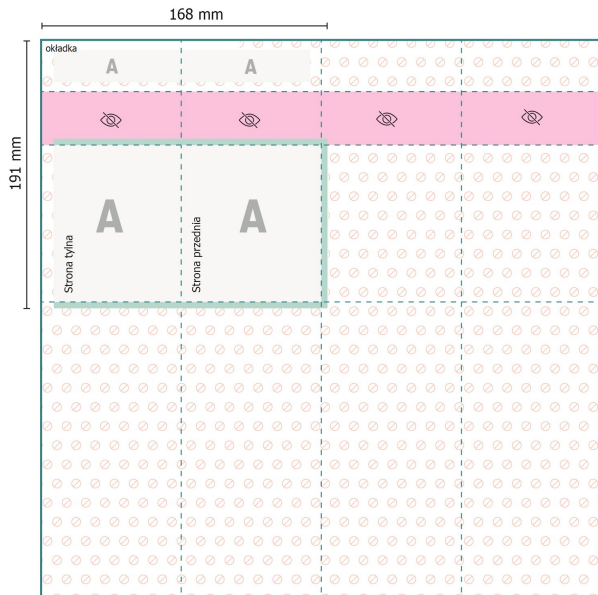 168 mm
okładka
A A
191 mm
A A
Strona tylna
Strona przednia